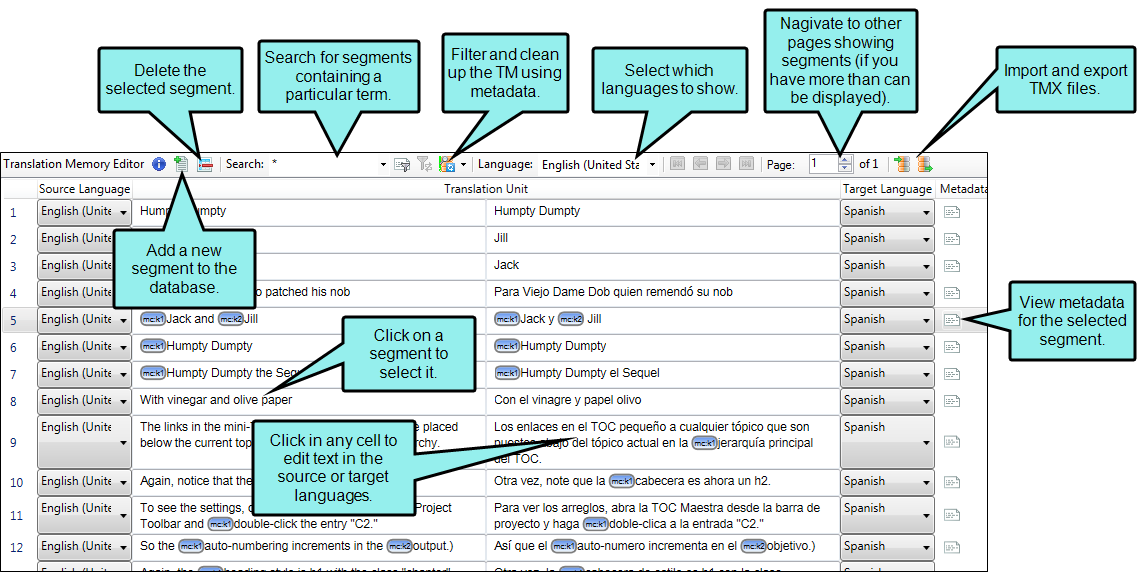 Delete the
selected segment.
Search for segments
containing a
particular term.
Filter and clean
up the TM using
metadata.
Select which
languages to show.
Nagivate to other
pages showing
segments (if you
have more than can
be displayed).
Import and export
TMX files.
Translation Memory Editor Search: * Language: English (United Sta Page: 1 of 1
Source Language Translation Unit Target Language Metadata
1 English (Unite Humpty Dumpty Humpty Dumpty Spanish
2 English (Unite Jill Spanish
3 English (Unite Jack Spanish
4 English (Unite patched his nob Para Viejo Dame Dob quien remendó su nob Spanish
5 English (Unite mc:k1 Jack and mc:k2 Jill mc:k1 Jack y mc:k2 Jill Spanish
6 English (Unite mc:k1 Humpty Dumpty mc:k1 Humpty Dumpty Spanish
7 English (Unite mc:k1 Humpty Dumpty the Sequ mc:k1 Humpty Dumpty el Sequel Spanish
8 English (Unite With vinegar and olive paper Con el vinagre y papel olivo Spanish
9 English (Unite The links in the mini-T placed Los enlaces en el TOC pequeño a cualquier tópico que son Spanish
below the current top rchy. puestos abajo del tópico actual en la mc:k1 jerarquía principal
del TOC.
10 English (Unite Again, notice that the Otra vez, note que la mc:k1 cabecera es ahora un h2. Spanish
11 English (Unite To see the settings, Project Para ver los arreglos, abra la TOC Maestra desde la barra de Spanish
Toolbar and mc:k1 double-click the entry "C2." proyecto y haga mc:k1 doble-clica a la entrada "C2."
12 English (Unite So the mc:k1 auto-numbering increments in the mc:k2 output.) Así que el mc:k1 auto-numero incrementa en el mc:k2 objetivo.) Spanish
Add a new
segment to the
database.
Click on a
segment to
select it.
Click in any cell to
edit text in the
source or target
languages.
View metadata
for the selected
segment.